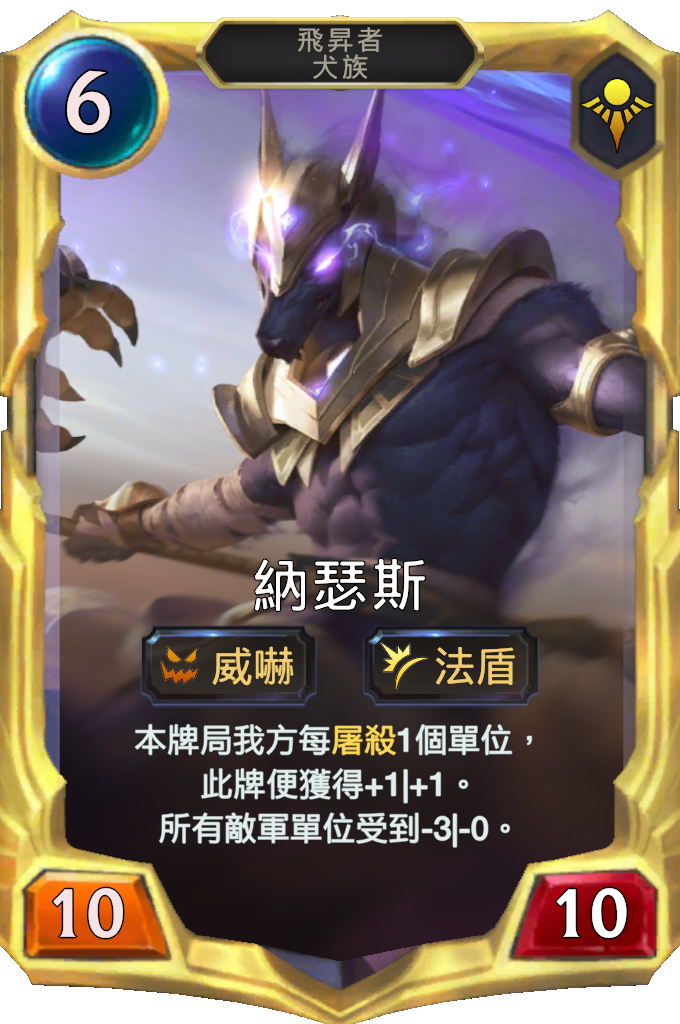 飛昇者
犬族
6
納瑟斯
威嚇
法盾
本牌局我方每屠殺1個單位，
此牌便獲得+1|+1。
所有敵軍單位受到-3|-0。
10
10